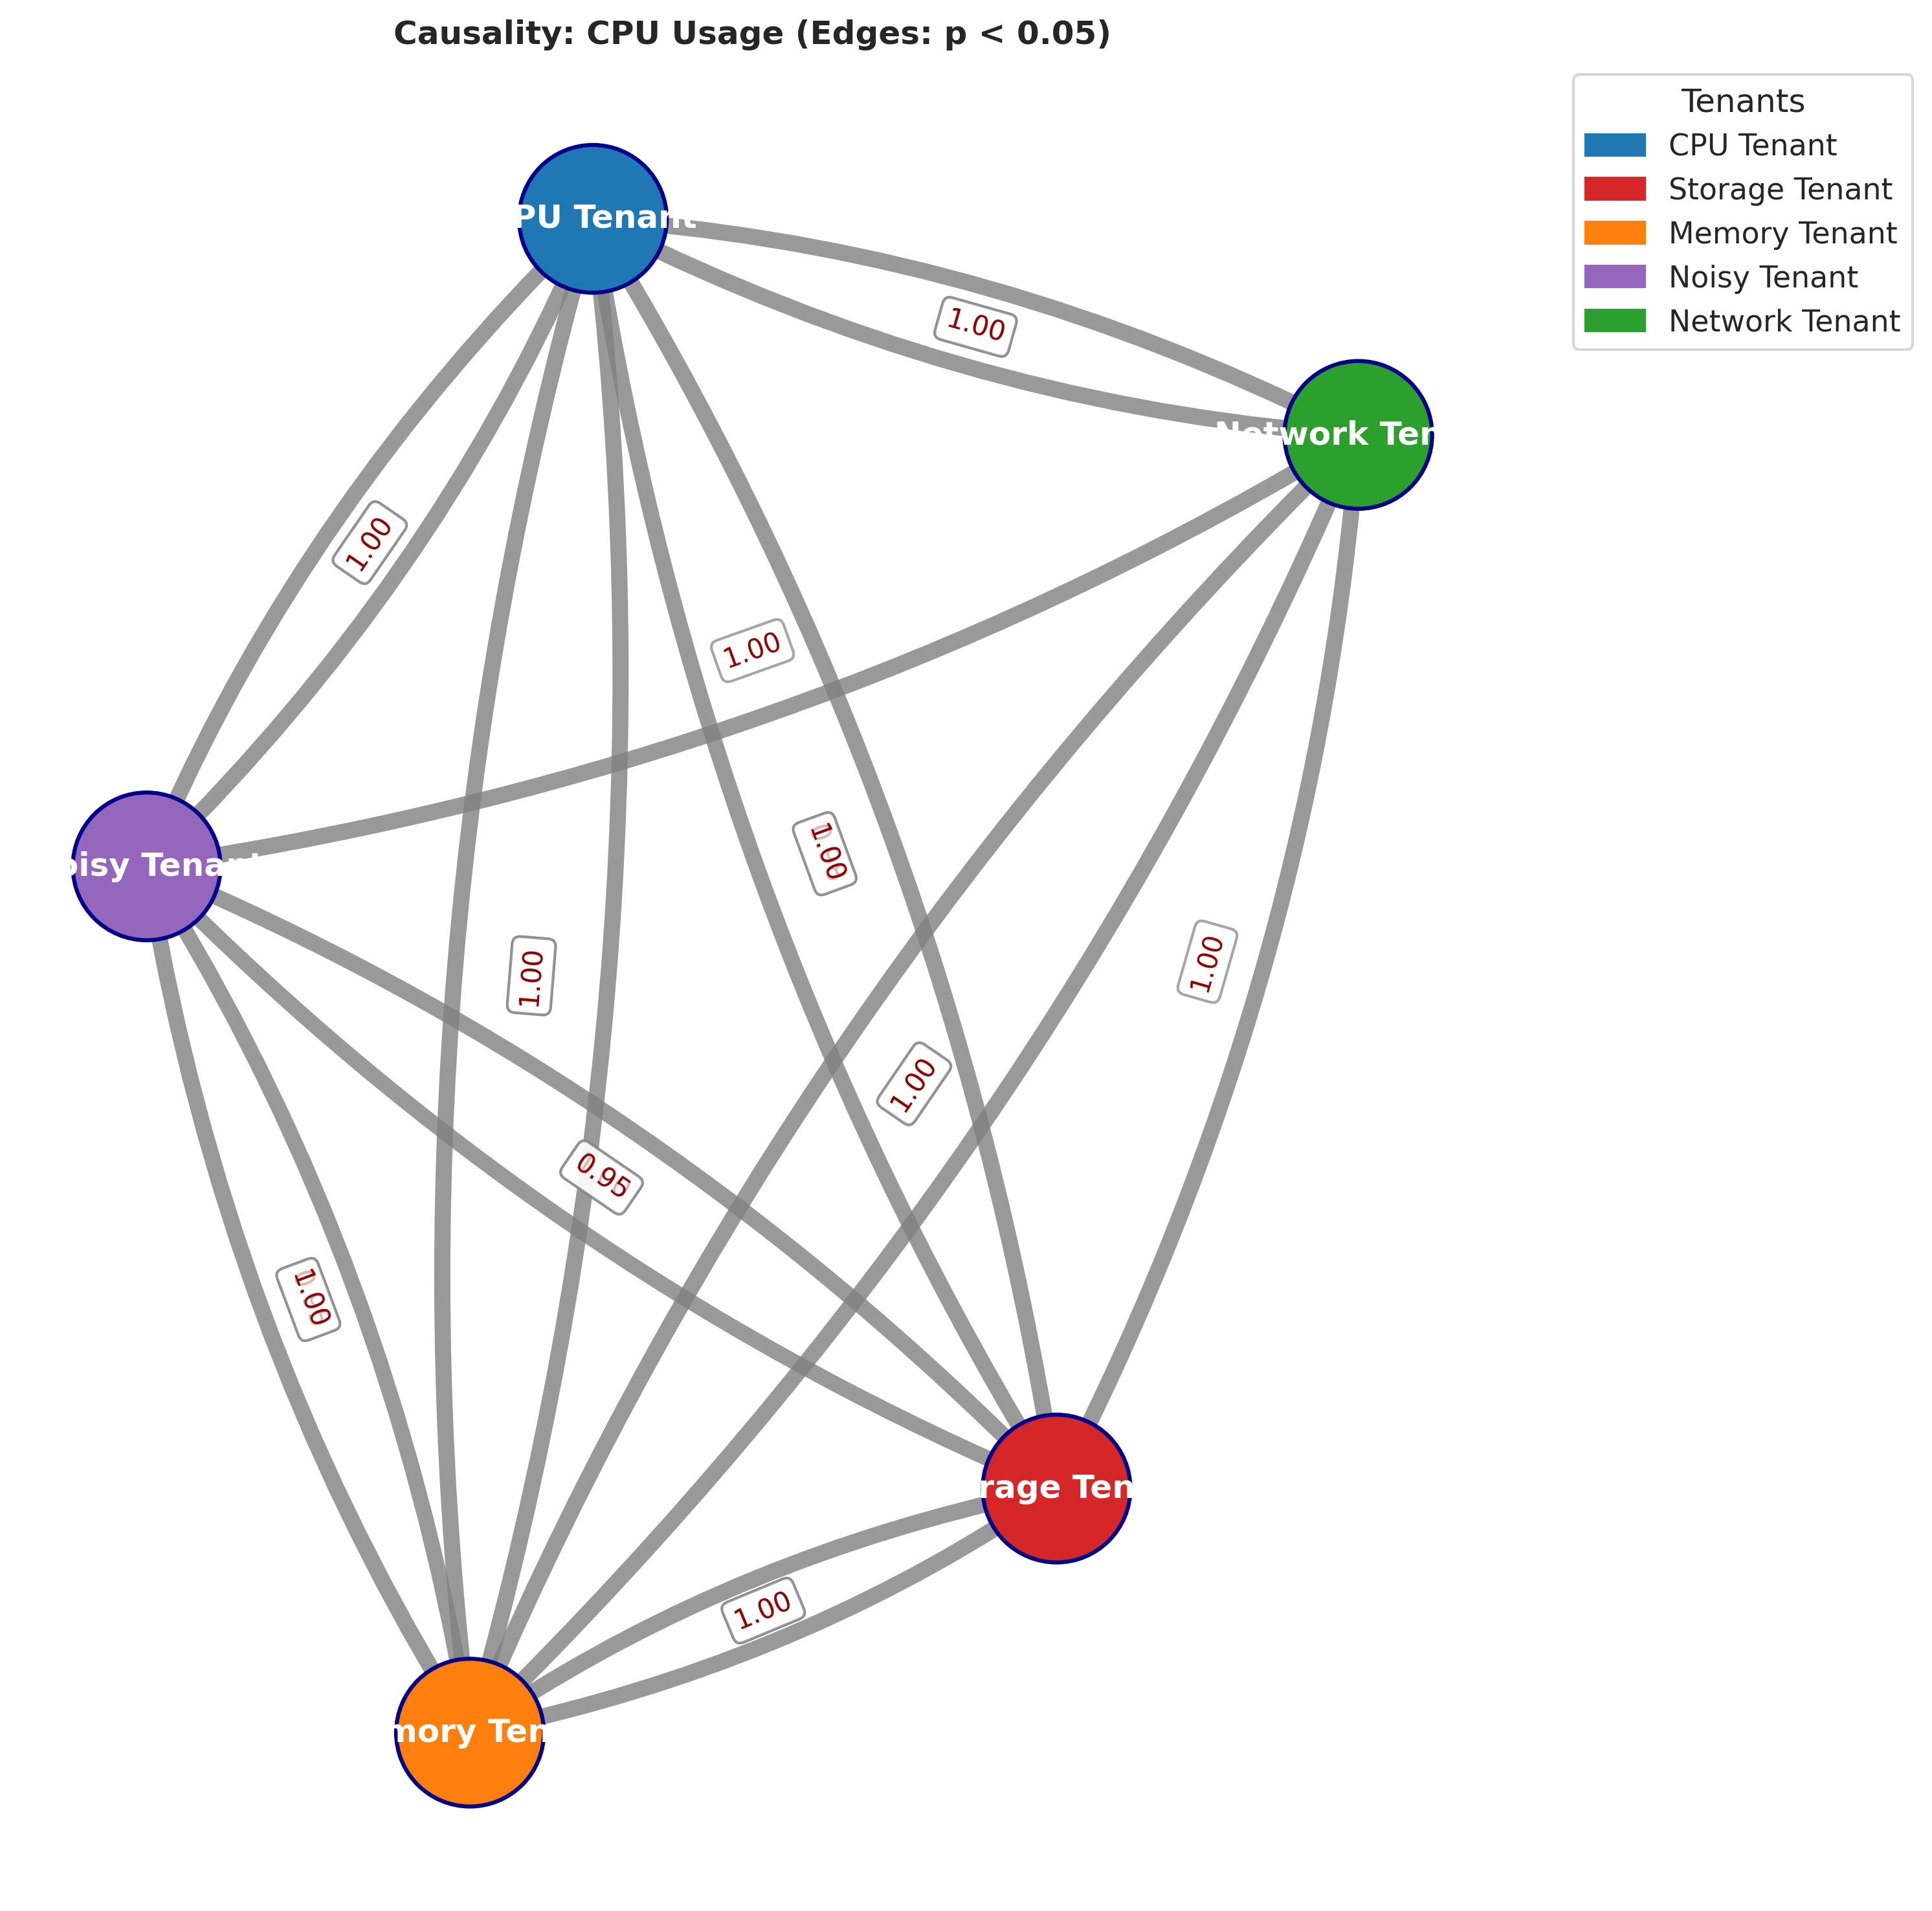 Causality: CPU Usage (Edges: p < 0.05)
Tenants
CPU Tenant
Storage Tenant
Memory Tenant
Noisy Tenant
Network Tenant
PU Tenant
1.00
Network Ten
1.00
1.00
1.00
oisy Tenant
1.00
1.00
1.00
0.95
1.00
rage Ten
1.00
mory Ten